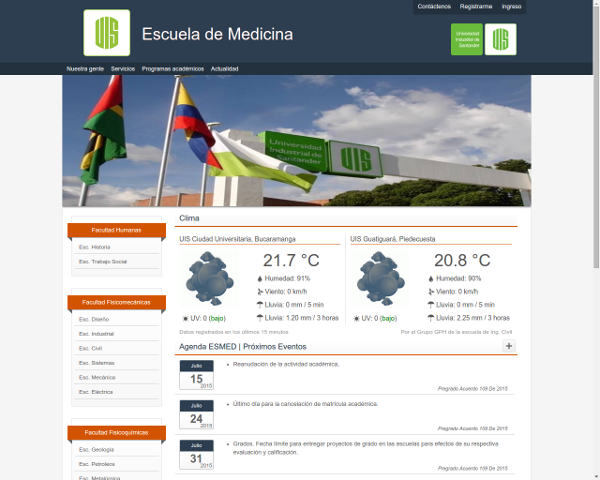 Contáctenos Registrarme Ingreso
UIS
Escuela de Medicina
Universidad
Industrial de
Santander
UIS
Nuestra gente Servicios Programas académicos Actualidad
Universidad
Industrial de
Santander
UIS
Clima
Facultad Humanas
Esc. Historia
Esc. Trabajo Social
UIS Ciudad Universitaria, Bucaramanga
21.7 °C
Humedad: 91%
Viento: 0 km/h
Lluvia: 0 mm / 5 min
UV: 0 (bajo)
Lluvia: 1.20 mm / 3 horas
UIS Guatiguará, Piedecuesta
20.8 °C
Humedad: 90%
Viento: 0 km/h
Lluvia: 0 mm / 5 min
UV: 0 (bajo)
Lluvia: 2.25 mm / 3 horas
Datos registrados en los últimos 15 minutos
Por el Grupo GPH de la escuela de Ing. Civil
Facultad Fisicomecánicas
Esc. Diseño
Esc. Industrial
Esc. Civil
Esc. Sistemas
Esc. Mecánica
Esc. Eléctrica
Agenda ESMED | Próximos Eventos
+
Julio
15
2015
Reanudación de la actividad académica.
Pregrado Acuerdo 109 De 2015
Julio
24
2015
Último día para la cancelación de matrícula académica.
Pregrado Acuerdo 109 De 2015
Julio
31
2015
Grados. Fecha límite para entregar proyectos de grado en las escuelas para efectos de su respectiva
evaluación y calificación.
Pregrado Acuerdo 109 De 2015
Facultad Fisicoquímicas
Esc. Geología
Esc. Petróleos
Esc. Metalúrgica